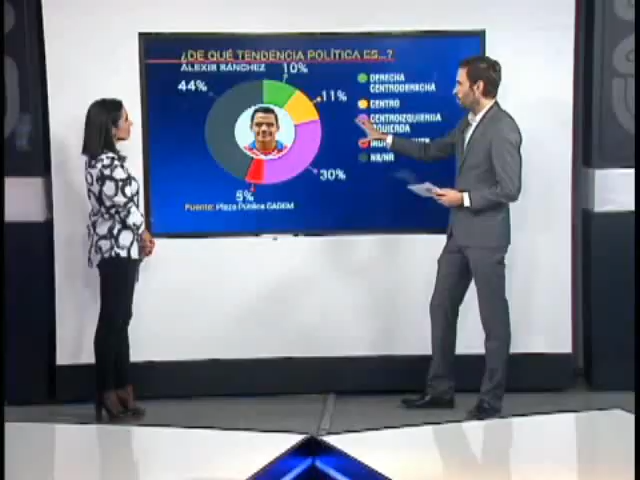 ¿DE QUÉ TENDENCIA POLÍTICA ES...?
ALEXIS SÁNCHEZ
10%
44%
11%
30%
5%
DERECHA
CENTRODERECHA
CENTRO
CENTROIZQUIERDA
IZQUIERDA
NS/NR
Fuente: Plaza Pública CADEM